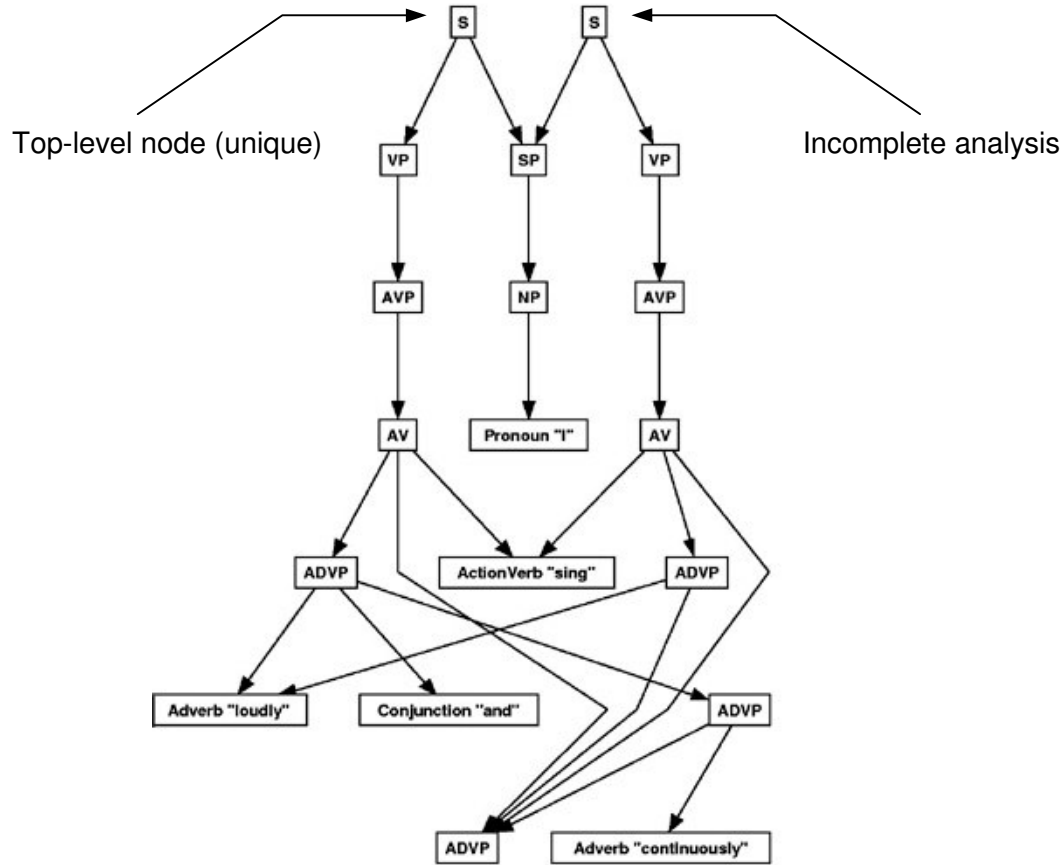 S
S
Top-level node (unique)
Incomplete analysis
VP
SP
VP
AVP
NP
AVP
AV
Pronoun "I"
AV
ADVP
ActionVerb "sing"
ADVP
Adverb "loudly"
Conjunction "and"
ADVP
ADVP
Adverb "continuously"